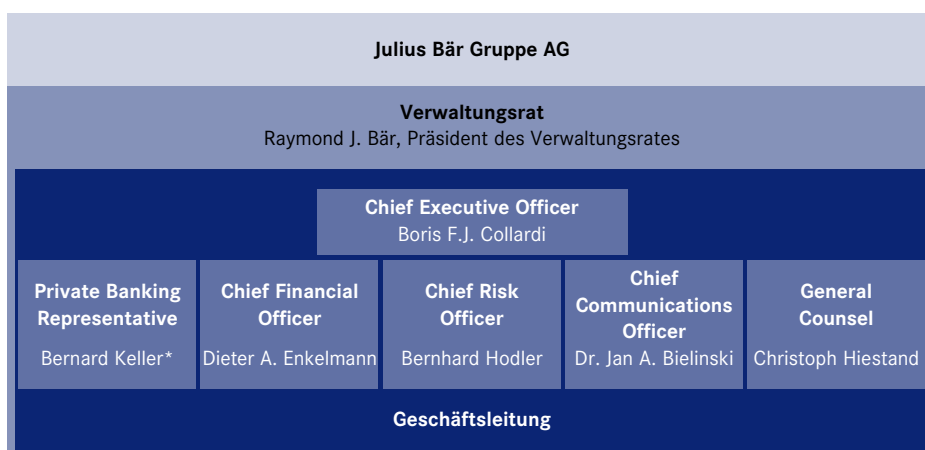 Julius Bär Gruppe AG
Verwaltungsrat
Raymond J. Bär, Präsident des Verwaltungsrates
Chief Executive Officer
Boris F.J. Collardi
Private Banking
Representative
Bernard Keller*
Chief Financial
Officer
Dieter A. Enkelmann
Chief Risk
Officer
Bernhard Hodler
Chief
Communications
Officer
Dr. Jan A. Bielinski
General
Counsel
Christoph Hiestand
Geschäftsleitung